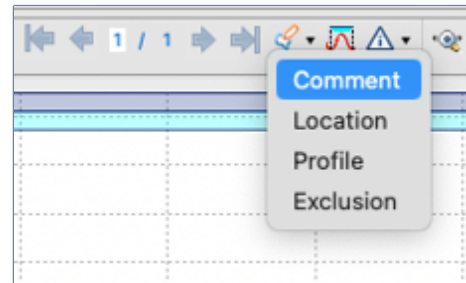 1 / 1
Comment
Location
Profile
Exclusion